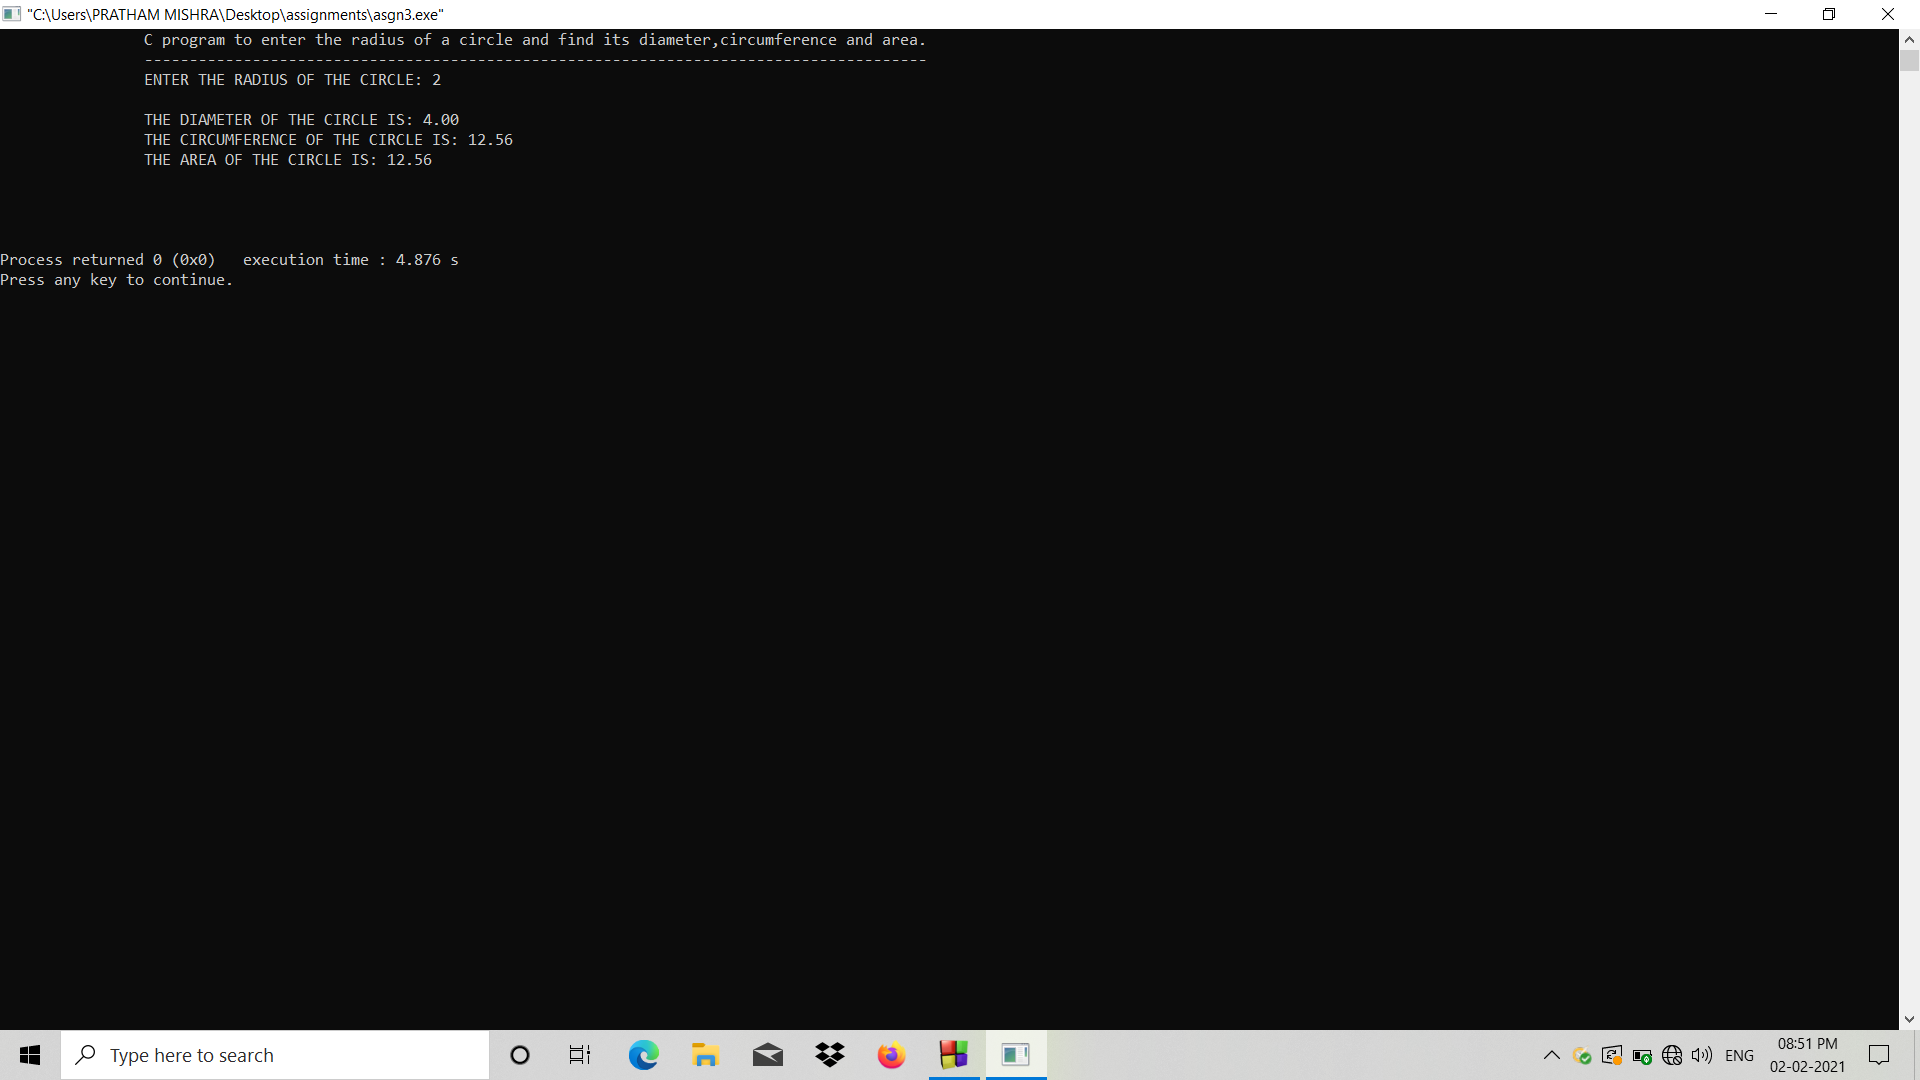 "C:\Users\PRATHAM MISHRA\Desktop\assignments\asgn3.exe"
C program to enter the radius of a circle and find its diameter,circumference and area.
---------------------------------------------------------------------------------------
ENTER THE RADIUS OF THE CIRCLE: 2
THE DIAMETER OF THE CIRCLE IS: 4.00
THE CIRCUMFERENCE OF THE CIRCLE IS: 12.56
THE AREA OF THE CIRCLE IS: 12.56
Process returned 0 (0x0)   execution time : 4.876 s
Press any key to continue.
Type here to search
ENG
08:51 PM
02-02-2021